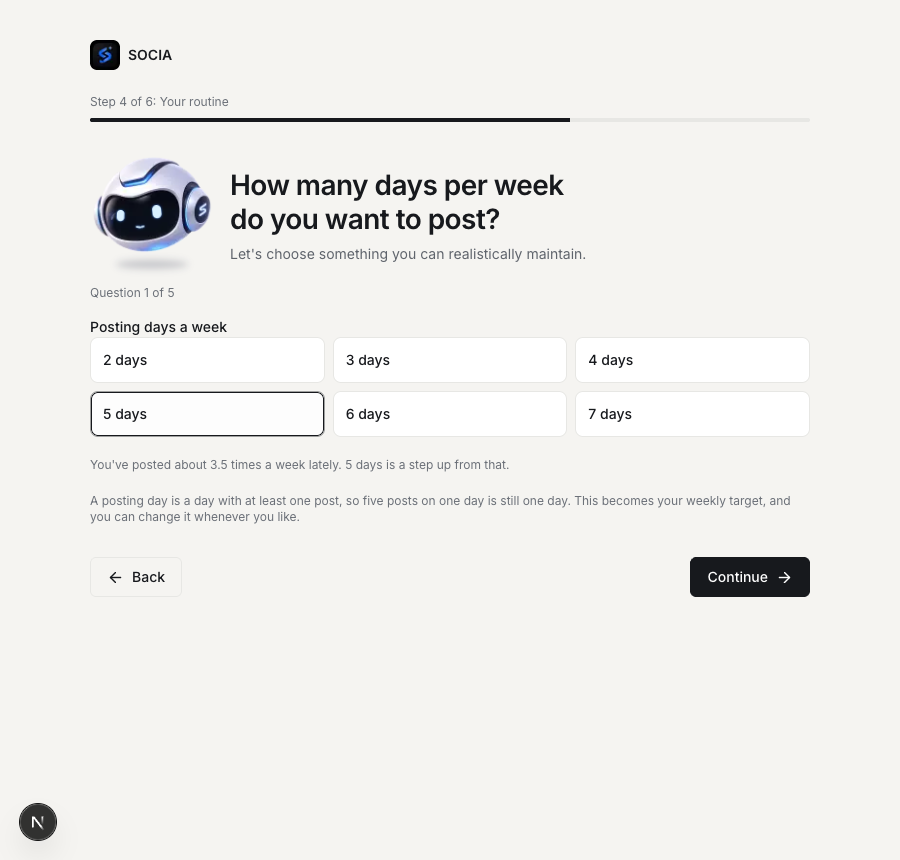 SOCIA
Step 4 of 6: Your routine
How many days per week
do you want to post?
Let's choose something you can realistically maintain.
Question 1 of 5
Posting days a week
2 days
3 days
4 days
5 days
6 days
7 days
You've posted about 3.5 times a week lately. 5 days is a step up from that.
A posting day is a day with at least one post, so five posts on one day is still one day. This becomes your weekly target, and
you can change it whenever you like.
Back
Continue
N